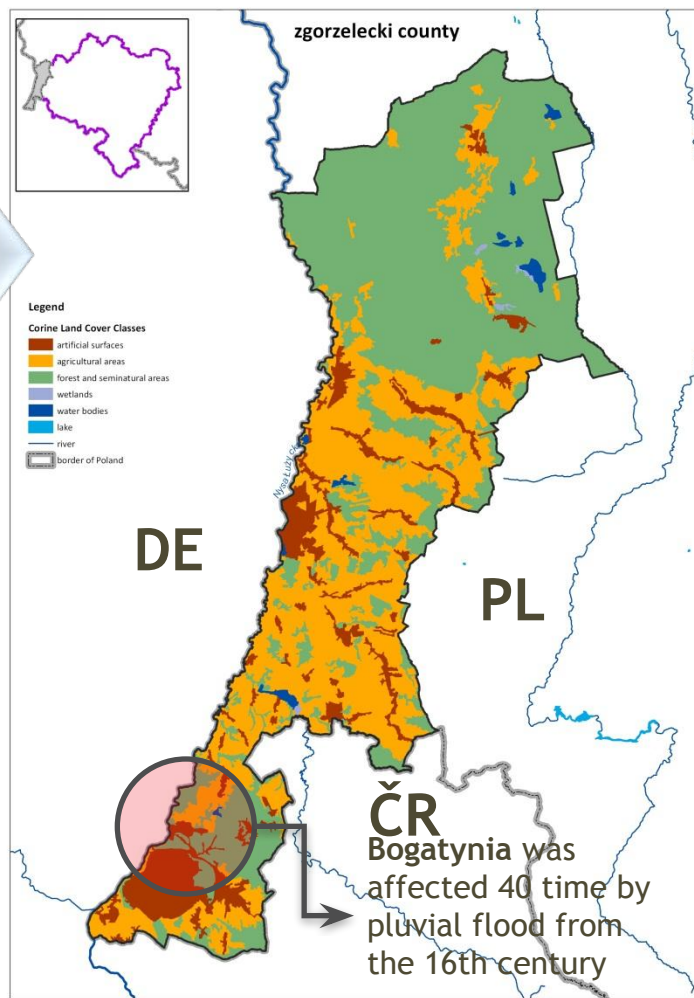 zgorzelecki county
Legend
Corine Land Cover Classes
artificial surfaces
agricultural areas
forest and seminatural areas
wetlands
water bodies
lake
river
border of Poland
DE
PL
ČR
Bogatynia was
affected 40 time by
pluvial flood from
the 16th century